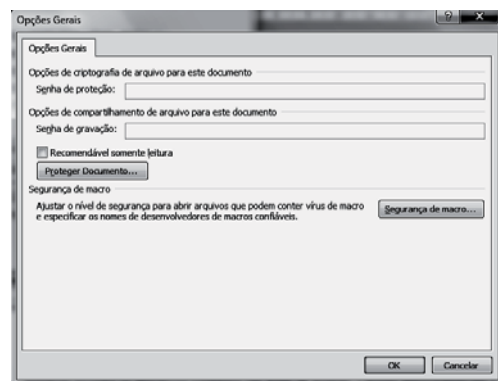 Opções Gerais
Opções Gerais
Opções de criptografia de arquivo para este documento
Senha de proteção:
Opções de compartilhamento de arquivo para este documento
Senha de gravação:
Recomendável somente leitura
Proteger Documento...
Segurança de macro
Ajustar o nível de segurança para abrir arquivos que podem conter vírus de macro
e especificar os nomes de desenvolvedores de macros confiáveis.
Segurança de macro...
OK
Cancelar